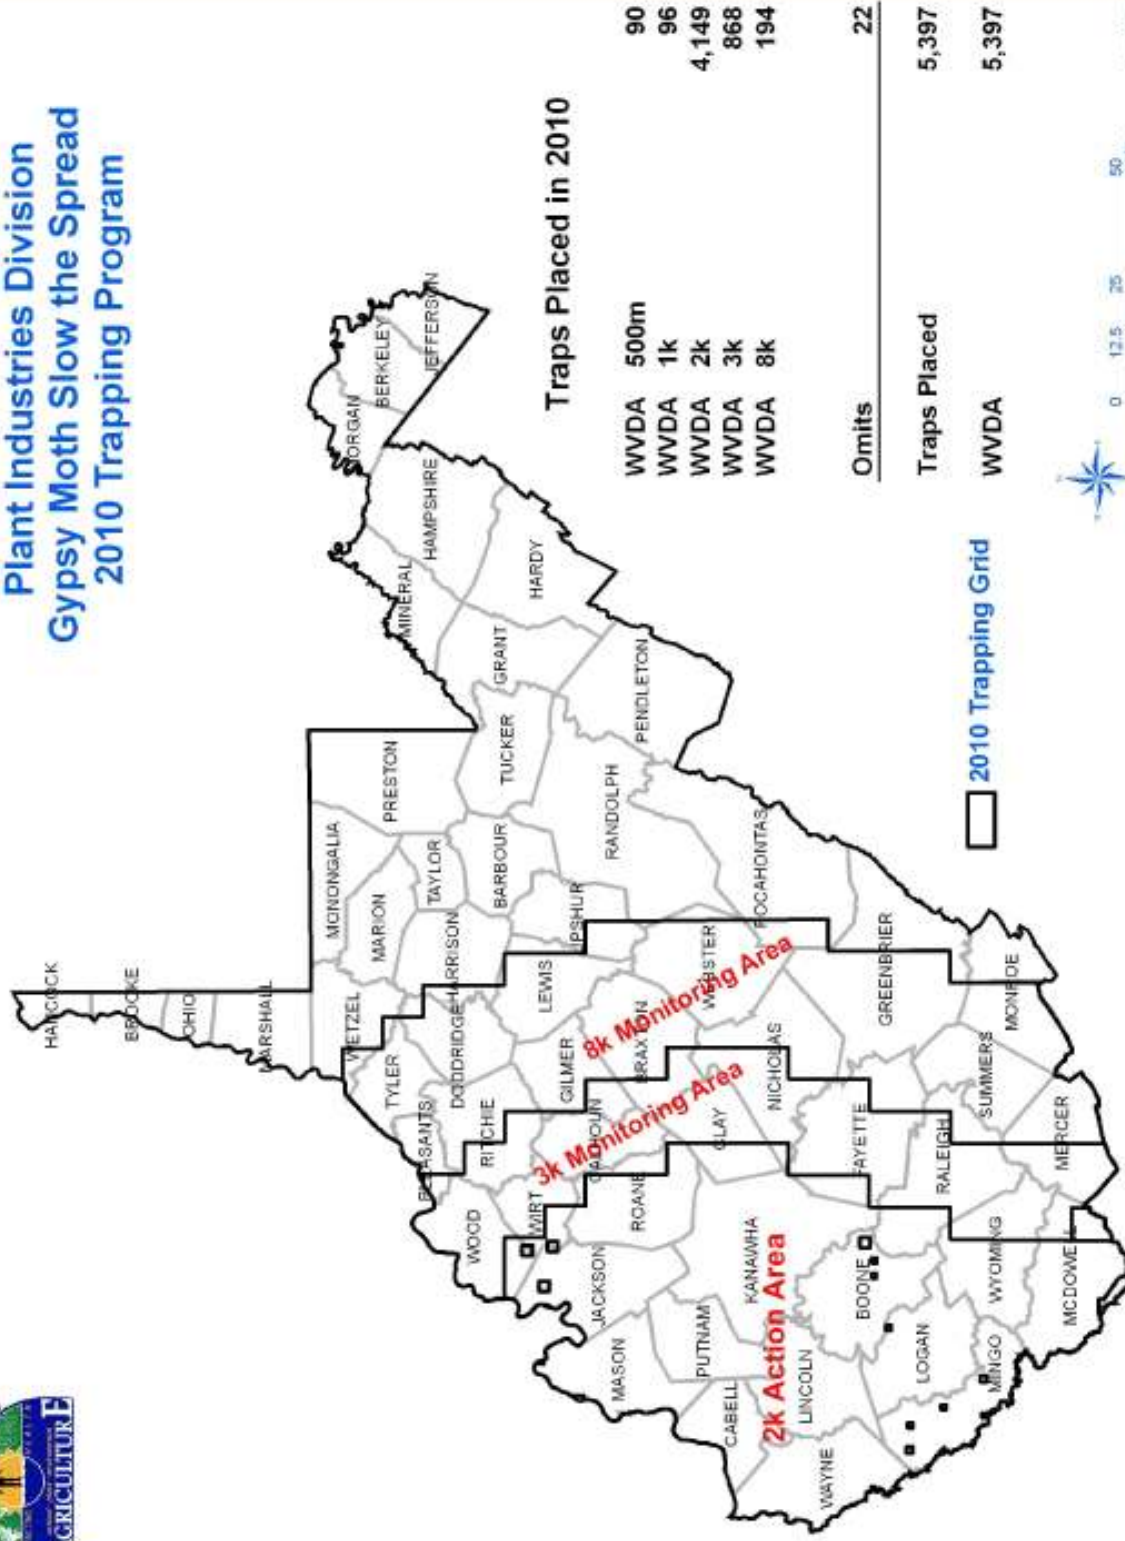 Plant Industries Division
Gypsy Moth Slow the Spread
2010 Trapping Program
GRICULTURE
HANCOCK
BROOKE
OHIO
MARSHALL
WETZEL
MONONGALIA
MARION
PRESTON
TAYLOR
TYLER
DODDRIDGE
HARRISON
BARBOUR
TUCKER
GRANT
MINERAL
HAMPSHIRE
HARDY
MORGAN
BERKELEY
JEFFERSON
PLEASANTS
RITCHIE
WOOD
WIRT
GILMER
LEWIS
UPSHUR
RANDOLPH
PENDLETON
CALHOUN
BRAXTON
WEBSTER
POCAHONTAS
JACKSON
ROANE
CLAY
NICHOLAS
GREENBRIER
MASON
PUTNAM
KANAWHA
FAYETTE
CABELL
LINCOLN
BOONE
RALEIGH
SUMMERS
MONROE
WAYNE
LOGAN
WYOMING
MERCER
MINGO
MCDOWELL
8k Monitoring Area
3k Monitoring Area
2k Action Area
Traps Placed in 2010
WVDA 500m 90
WVDA 1k 96
WVDA 2k 4,149
WVDA 3k 868
WVDA 8k 194
Omits 22
Traps Placed 5,397
WVDA 5,397
2010 Trapping Grid
0 12.5 25 50